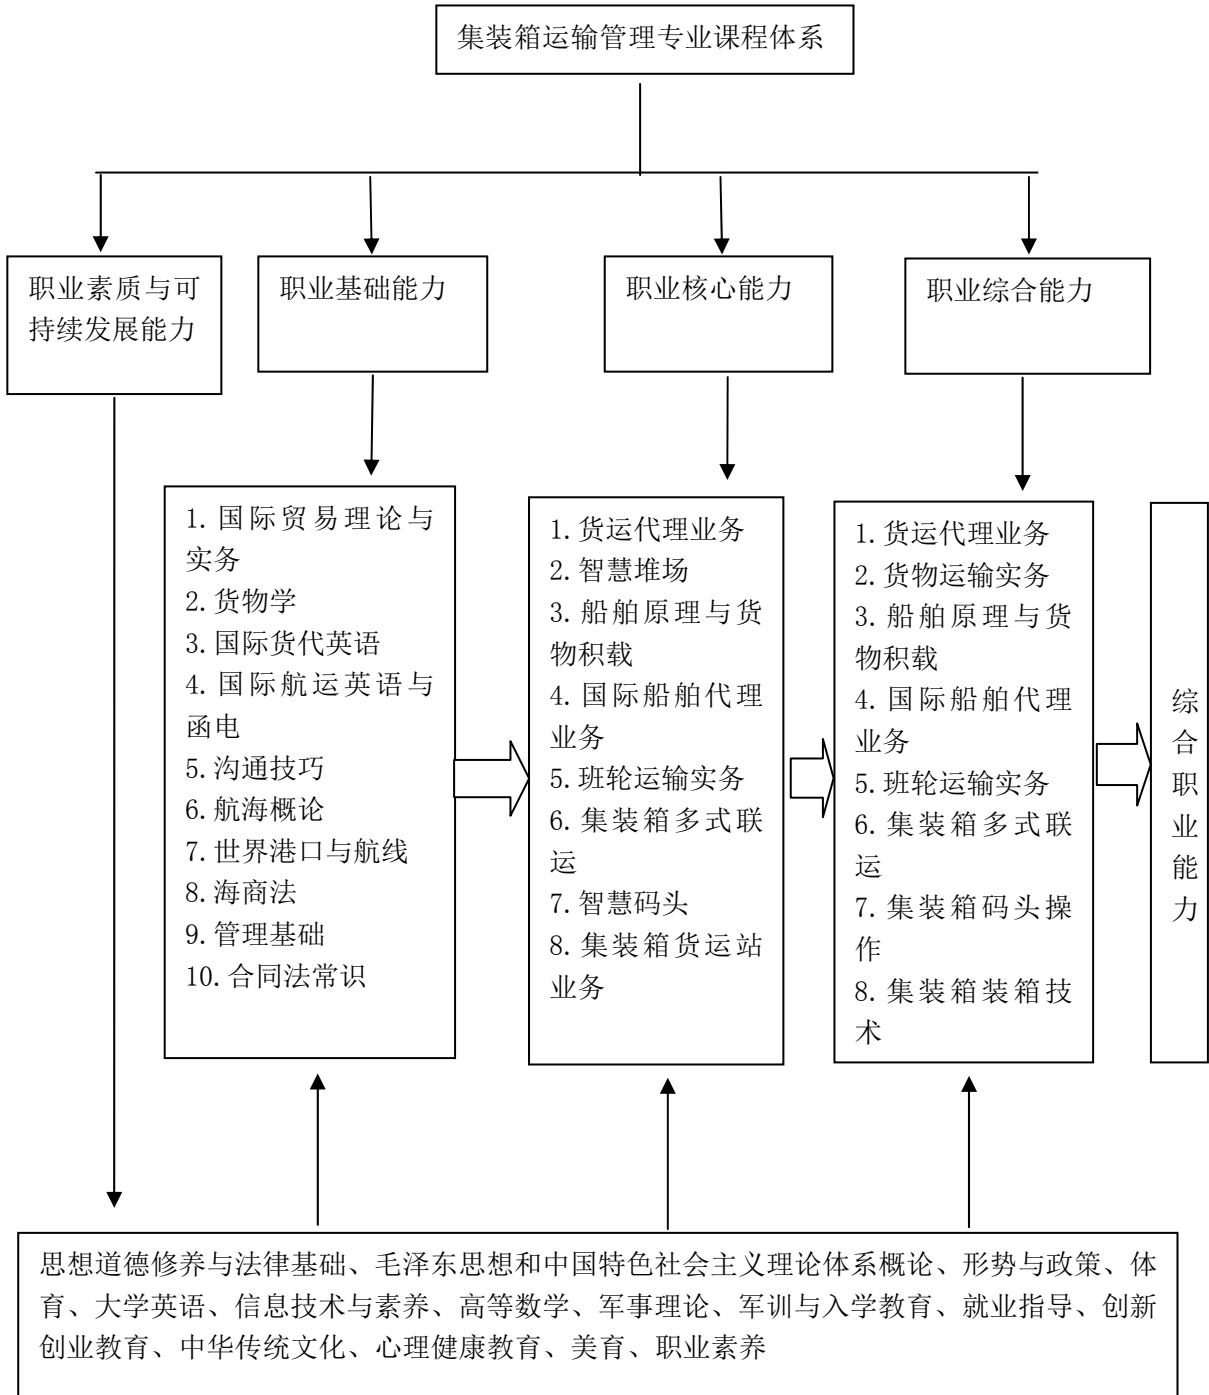 集装箱运输管理专业课程体系
职业素质与可
持续发展能力
职业基础能力
职业核心能力
职业综合能力
1. 国际贸易理论与
实务
2. 货物学
3. 国际货代英语
4. 国际航运英语与
函电
5. 沟通技巧
6. 航海概论
7. 世界港口与航线
8. 海商法
9. 管理基础
10. 合同法常识
1. 货运代理业务
2. 智慧堆场
3. 船舶原理与货
物积载
4. 国际船舶代理
业务
5. 班轮运输实务
6. 集装箱多式联
运
7. 智慧码头
8. 集装箱货运站
业务
1. 货运代理业务
2. 货物运输实务
3. 船舶原理与货
物积载
4. 国际船舶代理
业务
5. 班轮运输实务
6. 集装箱多式联
运
7. 集装箱码头操
作
8. 集装箱装箱技
术
综合职业能力
思想道德修养与法律基础、毛泽东思想和中国特色社会主义理论体系概论、形势与政策、体
育、大学英语、信息技术与素养、高等数学、军事理论、军训与入学教育、就业指导、创新
创业教育、中华传统文化、心理健康教育、美育、职业素养